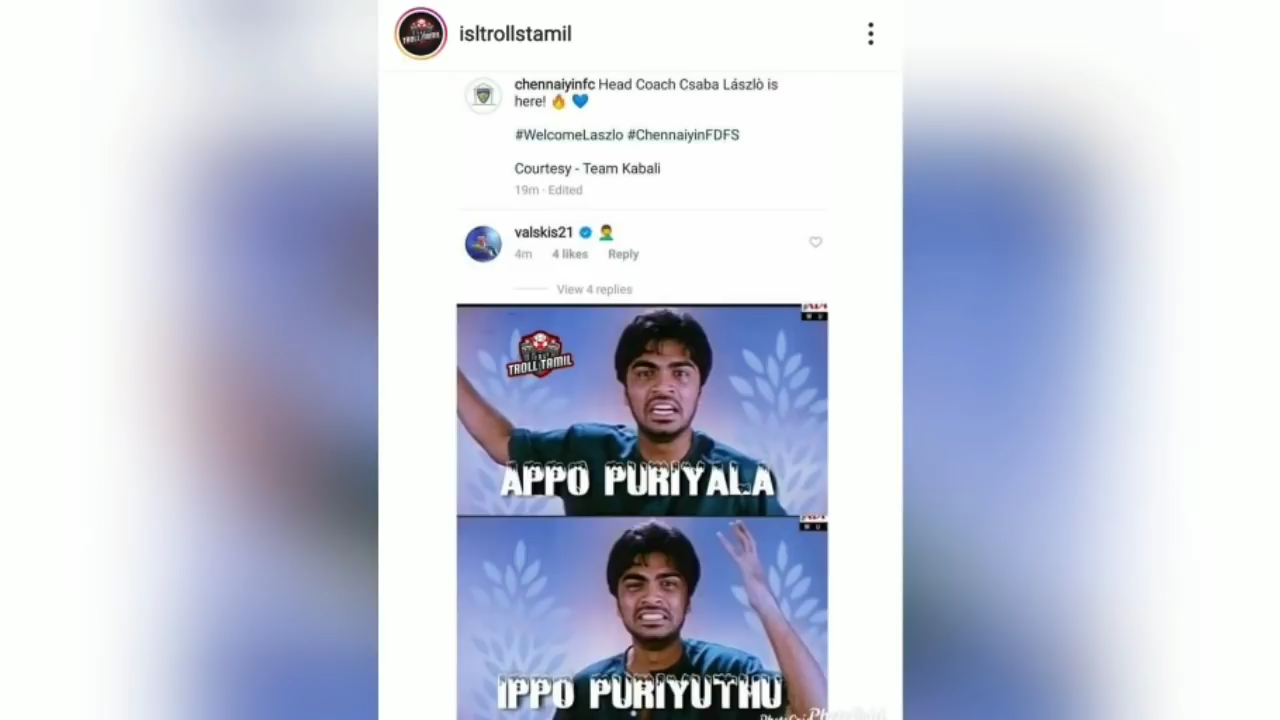 isltrollstamil
chennaiyinfc Head Coach Csaba Lászlò is
here! 🔥 💙
#WelcomeLaszlo #ChennaiyinFDFS
Courtesy - Team Kabali
19m · Edited
valskis21 🤦‍♂️
4m 4 likes Reply
View 4 replies
TROLL TAMIL
APPO PURIYALA
IPPO PURIYUTHU